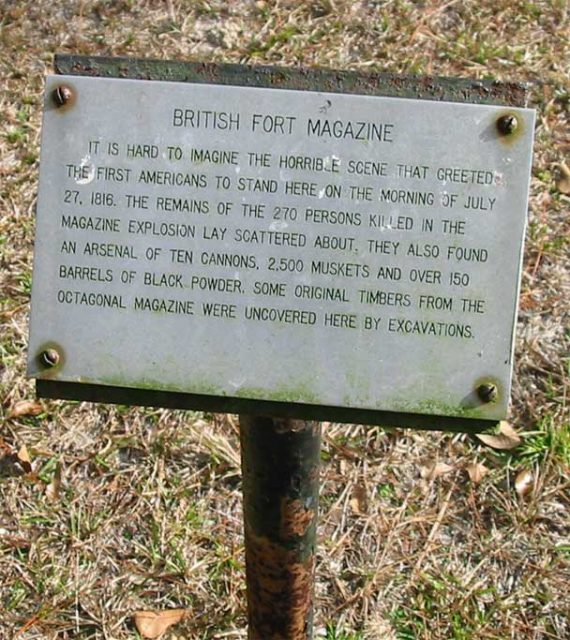 BRITISH FORT MAGAZINE
IT IS HARD TO IMAGINE THE HORRIBLE SCENE THAT GREETED
THE FIRST AMERICANS TO STAND HERE ON THE MORNING OF JULY
27, 1816. THE REMAINS OF THE 270 PERSONS KILLED IN THE
MAGAZINE EXPLOSION LAY SCATTERED ABOUT. THEY ALSO FOUND
AN ARSENAL OF TEN CANNONS, 2,500 MUSKETS AND OVER 150
BARRELS OF BLACK POWDER. SOME ORIGINAL TIMBERS FROM THE
OCTAGONAL MAGAZINE WERE UNCOVERED HERE BY EXCAVATIONS.